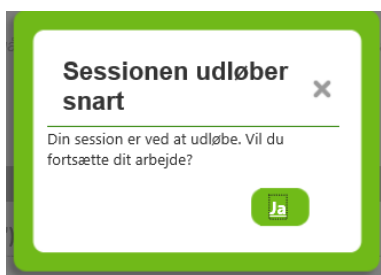 Sessionen udløber
snart
Din session er ved at udløbe. Vil du
fortsætte dit arbejde?
Ja